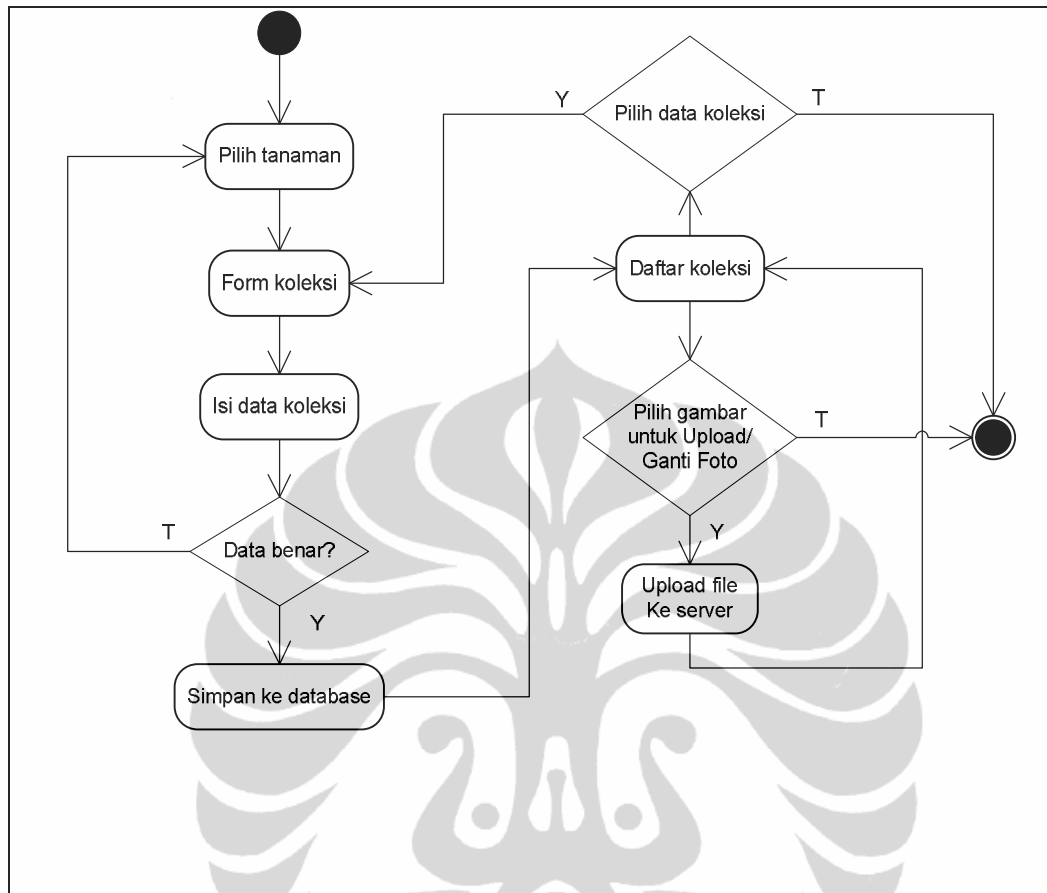 Pilih tanaman
Form koleksi
Isi data koleksi
Data benar?
T
Y
Simpan ke database
Pilih data koleksi
Y
T
Daftar koleksi
Pilih gambar
untuk Upload/
Ganti Foto
T
Y
Upload file
Ke server